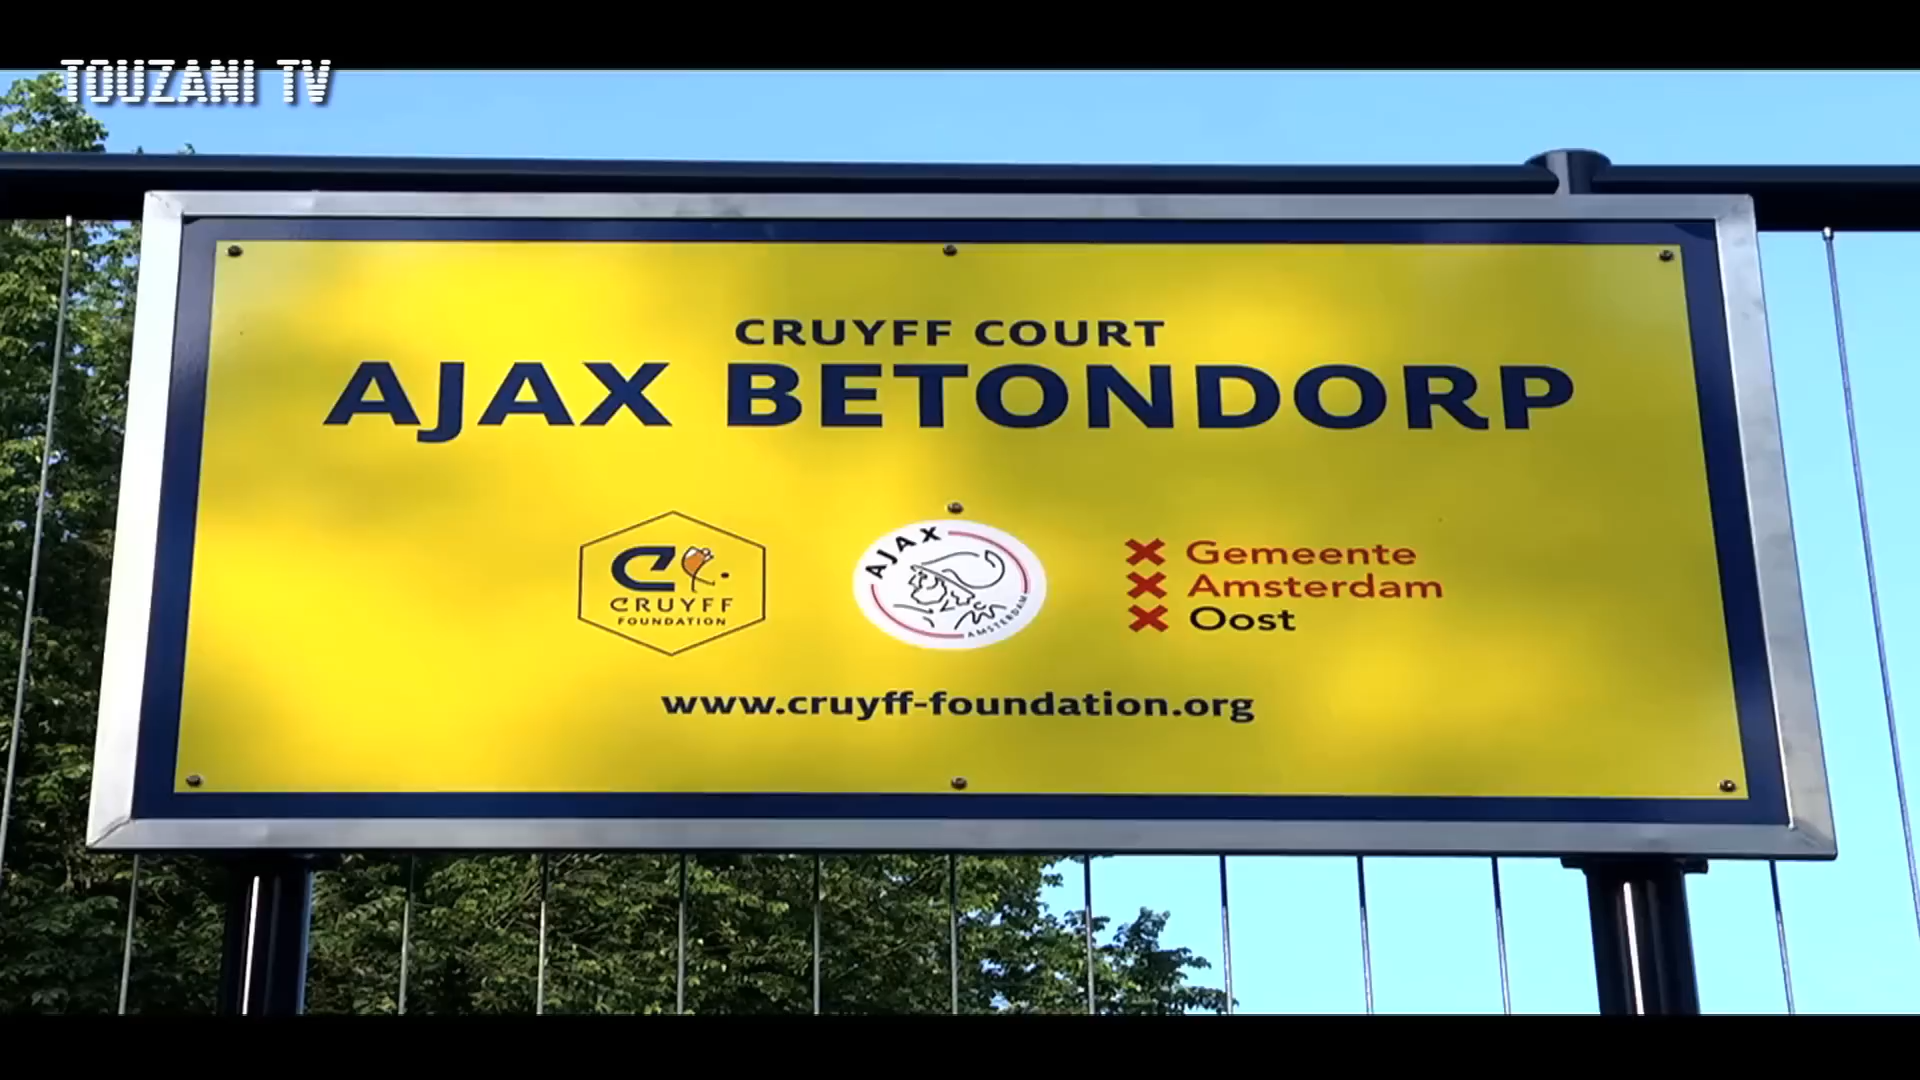 TOUZANI TV
CRUYFF COURT
AJAX BETONDORP
CRUYFF
FOUNDATION
AJAX
AMSTERDAM
Gemeente
Amsterdam
Oost
www.cruyff-foundation.org